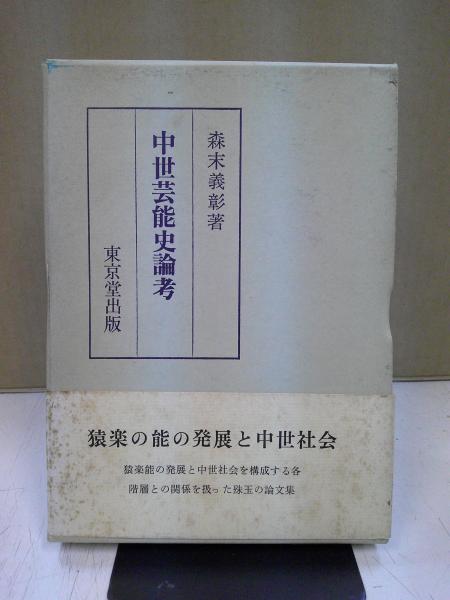 森末義彰著
中世芸能史論考
東京堂出版
猿楽の能の発展と中世社会
猿楽能の発展と中世社会を構成する各
階層との関係を扱った珠玉の論文集